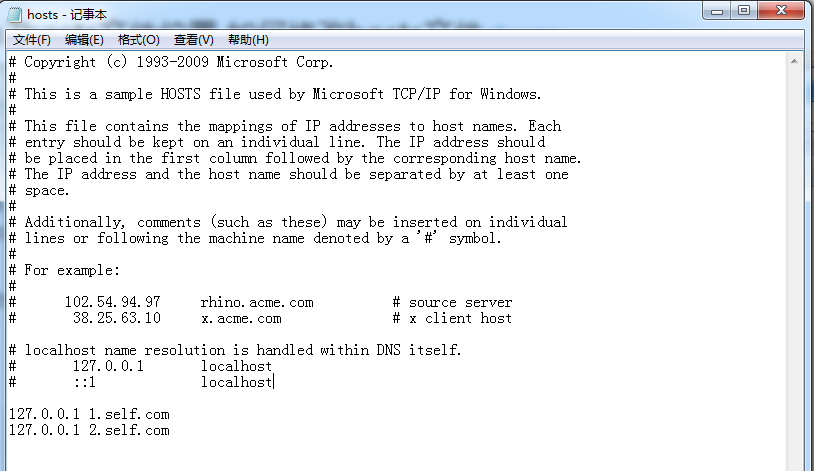 hosts - 记事本
文件(F) 编辑(E) 格式(O) 查看(V) 帮助(H)
# Copyright (c) 1993-2009 Microsoft Corp.
#
# This is a sample HOSTS file used by Microsoft TCP/IP for Windows.
#
# This file contains the mappings of IP addresses to host names. Each
# entry should be kept on an individual line. The IP address should
# be placed in the first column followed by the corresponding host name.
# The IP address and the host name should be separated by at least one
# space.
#
# Additionally, comments (such as these) may be inserted on individual
# lines or following the machine name denoted by a '#' symbol.
#
# For example:
#
#      102.54.94.97     rhino.acme.com          # source server
#       38.25.63.10     x.acme.com              # x client host

# localhost name resolution is handled within DNS itself.
#       127.0.0.1       localhost
#       ::1             localhost

127.0.0.1 1.self.com
127.0.0.1 2.self.com